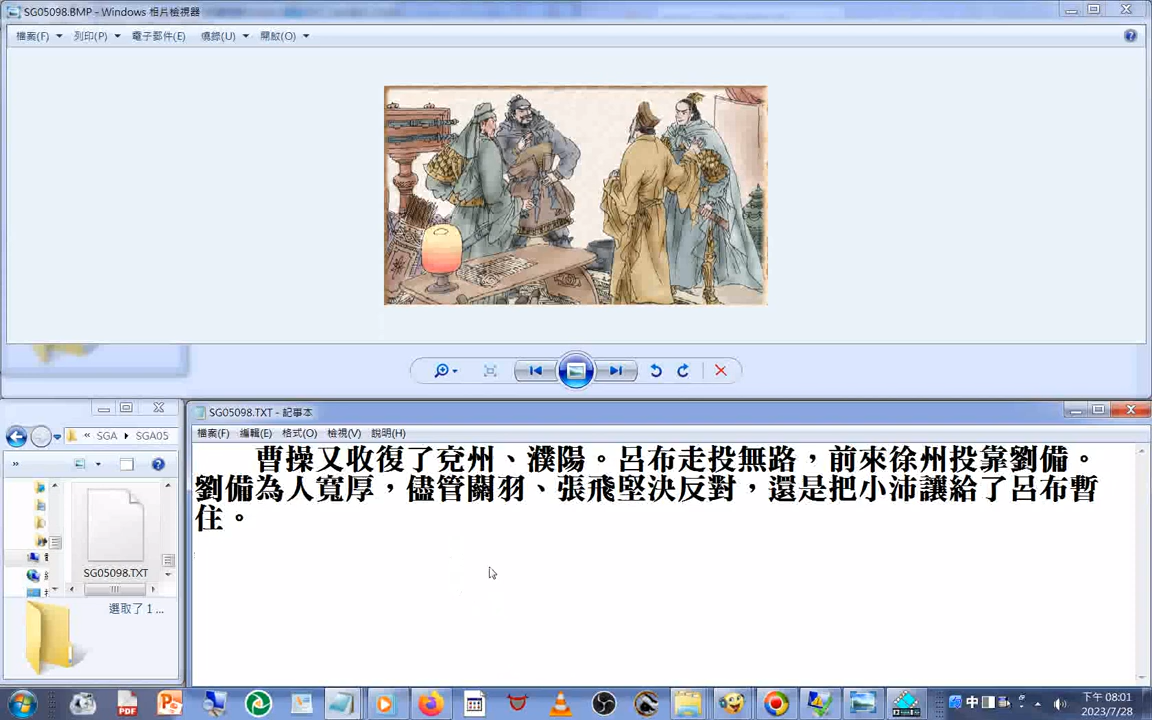 SG05098.BMP - Windows 相片檢視器
檔案(F) 列印(P) 電子郵件(E) 燒錄(U) 開啟(O)
« SGA ▸ SGA05
»
SG05098.TXT
選取了 1 ...
SG05098.TXT - 記事本
檔案(F) 編輯(E) 格式(O) 檢視(V) 說明(H)
曹操又收復了兗州、濮陽。呂布走投無路，前來徐州投靠劉備。
劉備為人寬厚，儘管關羽、張飛堅決反對，還是把小沛讓給了呂布暫
住。
PDF
中
下午 08:01
2023/7/28